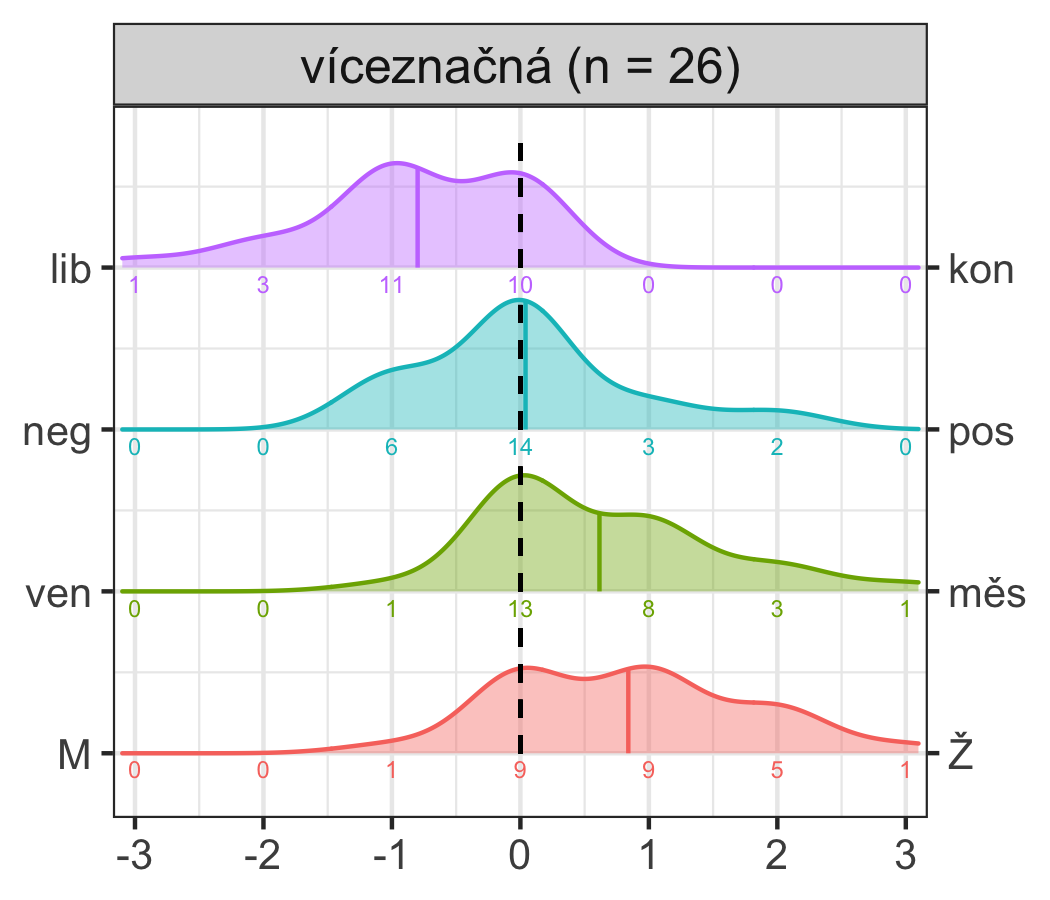 víceznačná (n = 26)
lib kon
1 3 11 10 0 0 0
neg pos
0 0 6 14 3 2 0
ven měs
0 0 1 13 8 3 1
M Ž
0 0 1 9 9 5 1
-3 -2 -1 0 1 2 3